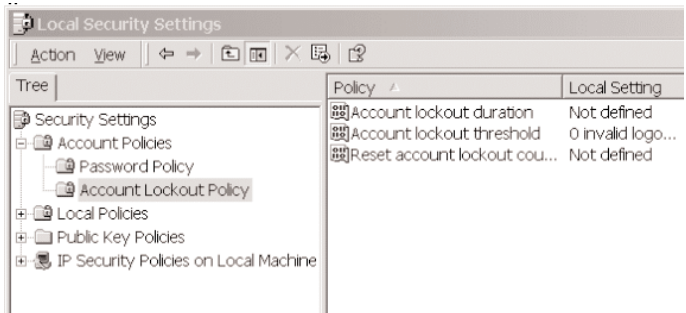 Local Security Settings
Action View
Tree
Policy Local Setting
Security Settings
Account Policies
Password Policy
Account Lockout Policy
Local Policies
Public Key Policies
IP Security Policies on Local Machine
Account lockout duration Not defined
Account lockout threshold 0 invalid logo...
Reset account lockout cou... Not defined